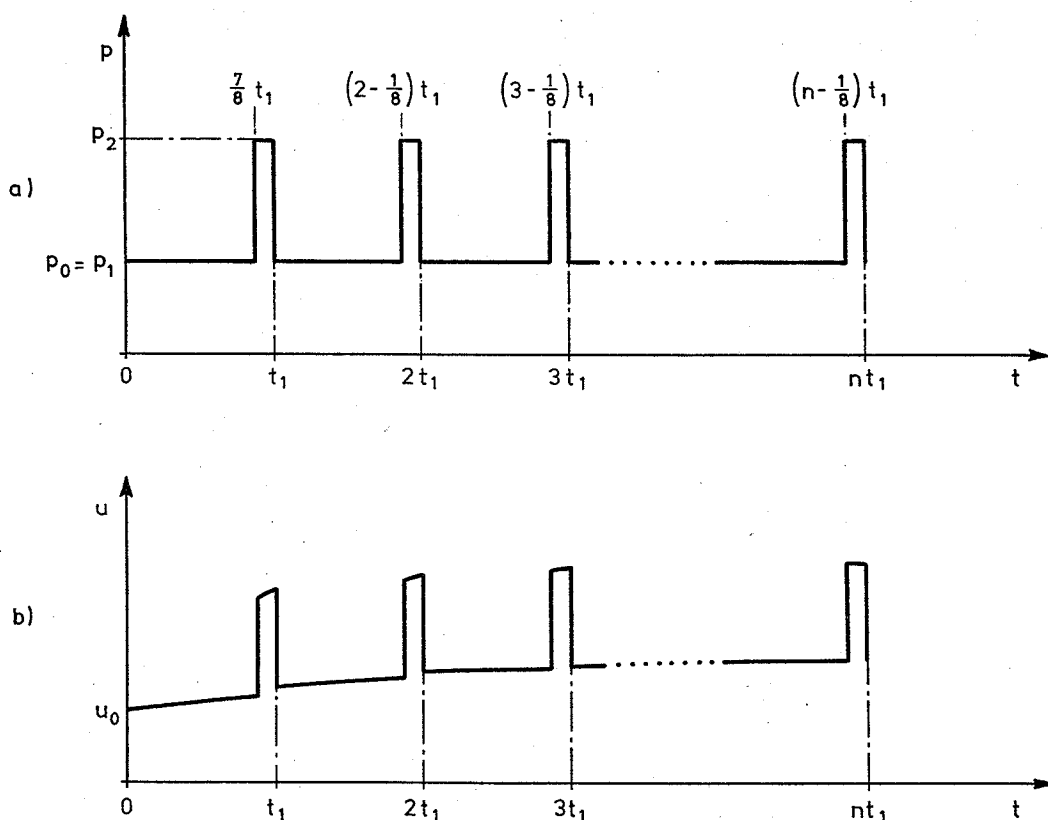 p
7/8 t₁ (2-1/8) t₁ (3-1/8) t₁ (n-1/8) t₁
p₂
a)
p₀ = p₁
0 t₁ 2t₁ 3t₁ nt₁ t
u
b)
u₀
0 t₁ 2t₁ 3t₁ nt₁ t